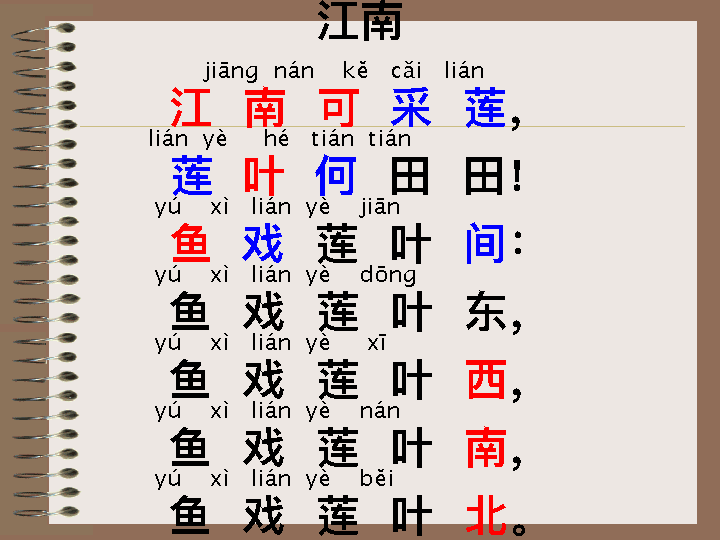 江南
jiāng nán kě cǎi lián
江 南 可 采 莲，
lián yè hé tián tián
莲 叶 何 田 田！
yú xì lián yè jiān
鱼 戏 莲 叶 间：
yú xì lián yè dōng
鱼 戏 莲 叶 东，
yú xì lián yè xī
鱼 戏 莲 叶 西，
yú xì lián yè nán
鱼 戏 莲 叶 南，
yú xì lián yè běi
鱼 戏 莲 叶 北。